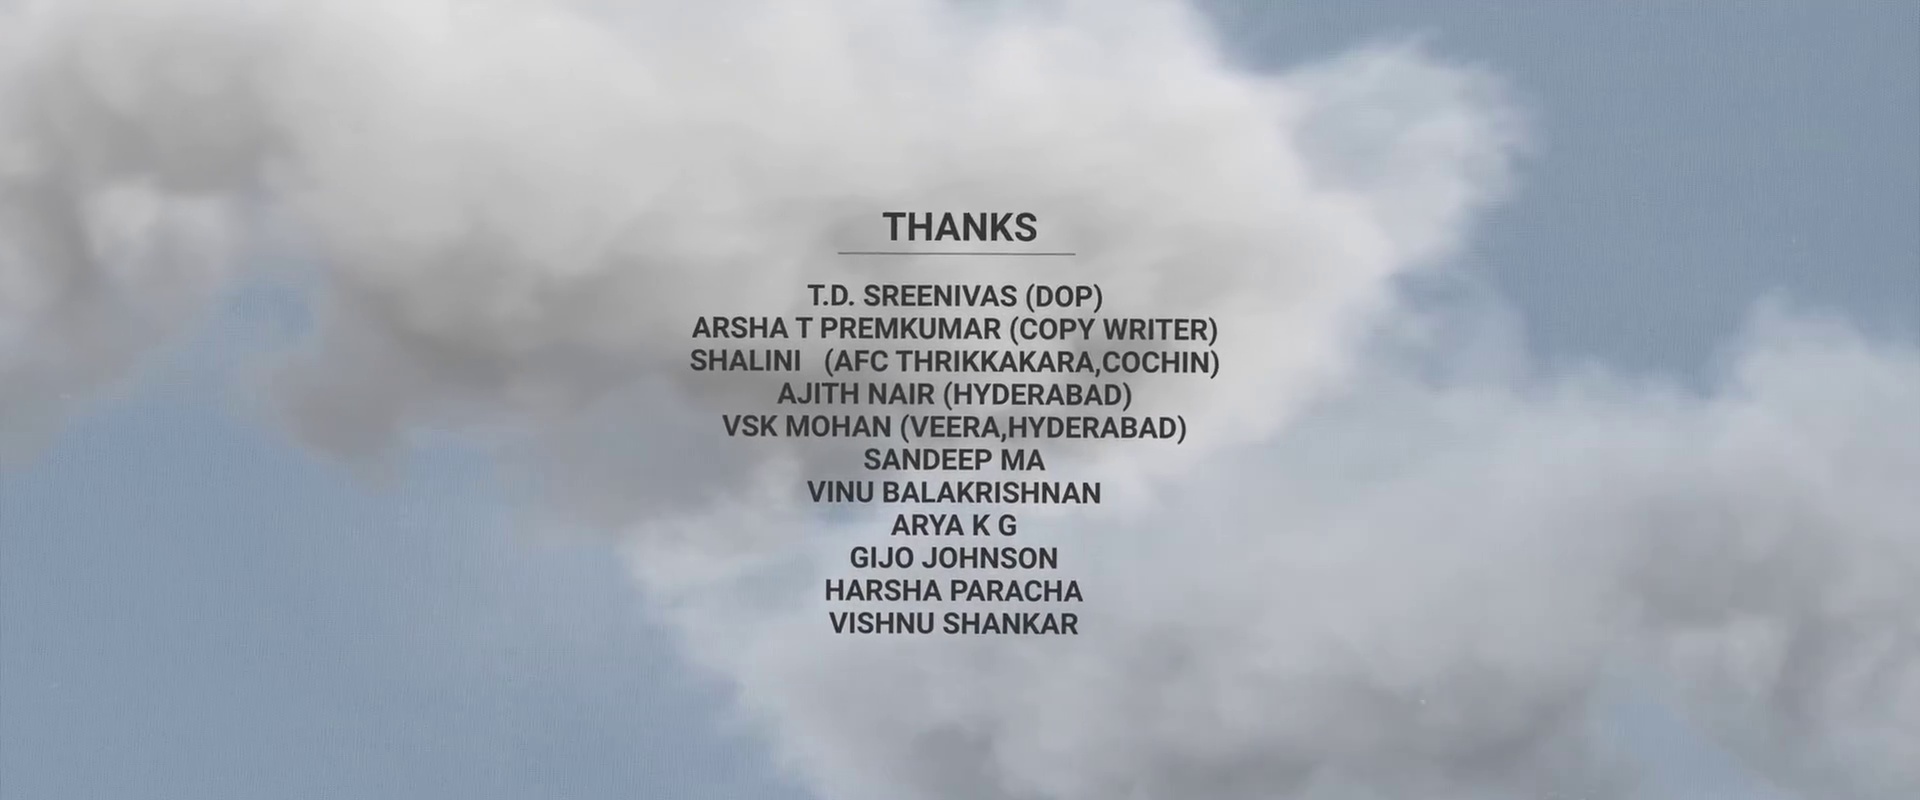 THANKS
T.D. SREENIVAS (DOP)
ARSHA T PREMKUMAR (COPY WRITER)
SHALINI   (AFC THRIKKAKARA,COCHIN)
AJITH NAIR (HYDERABAD)
VSK MOHAN (VEERA,HYDERABAD)
SANDEEP MA
VINU BALAKRISHNAN
ARYA K G
GIJO JOHNSON
HARSHA PARACHA
VISHNU SHANKAR